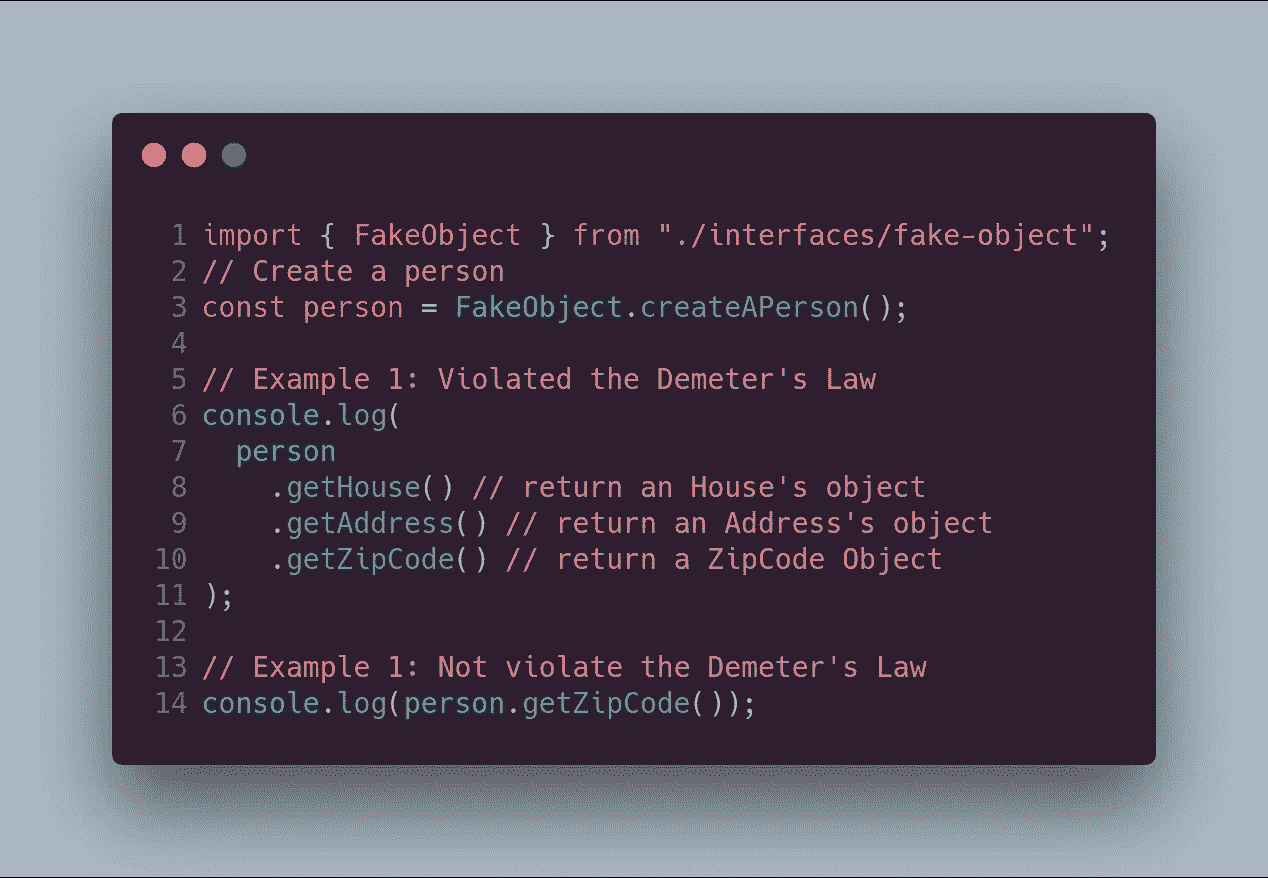 1 import { FakeObject } from "./interfaces/fake-object";
2 // Create a person
3 const person = FakeObject.createAPerson();
4
5 // Example 1: Violated the Demeter's Law
6 console.log(
7   person
8     .getHouse() // return an House's object
9     .getAddress() // return an Address's object
10     .getZipCode() // return a ZipCode Object
11 );
12
13 // Example 1: Not violate the Demeter's Law
14 console.log(person.getZipCode());